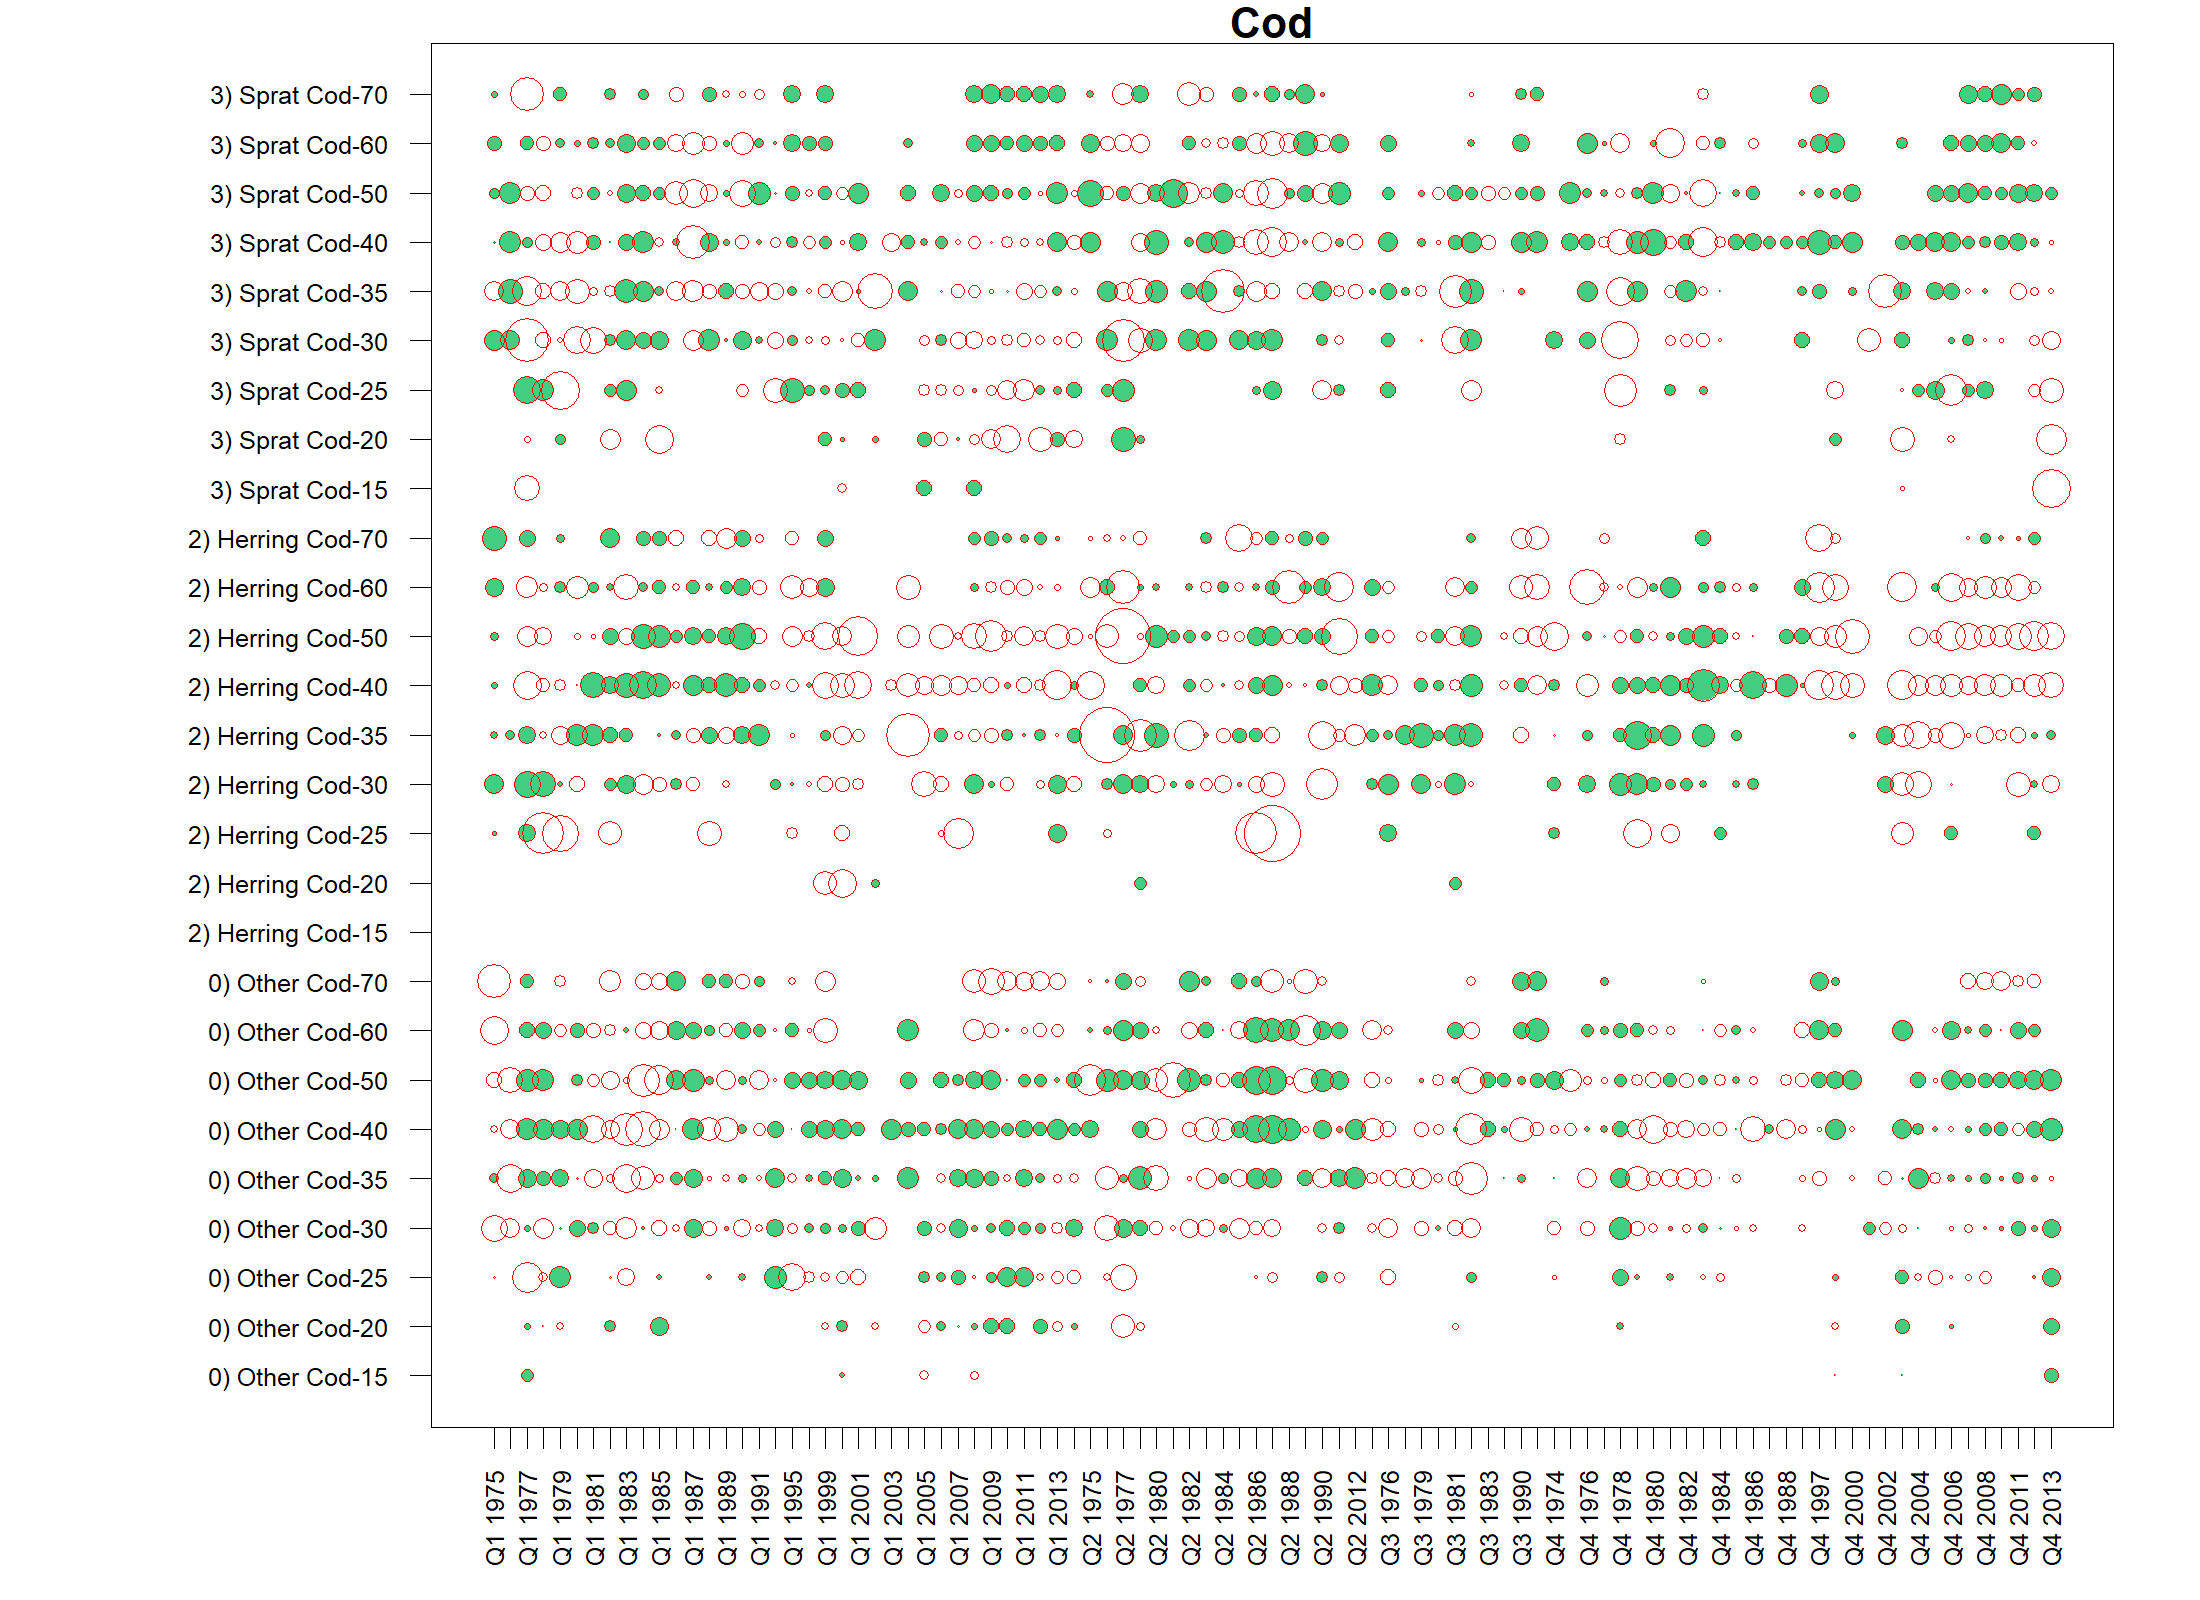 Cod
3) Sprat Cod-70
3) Sprat Cod-60
3) Sprat Cod-50
3) Sprat Cod-40
3) Sprat Cod-35
3) Sprat Cod-30
3) Sprat Cod-25
3) Sprat Cod-20
3) Sprat Cod-15
2) Herring Cod-70
2) Herring Cod-60
2) Herring Cod-50
2) Herring Cod-40
2) Herring Cod-35
2) Herring Cod-30
2) Herring Cod-25
2) Herring Cod-20
2) Herring Cod-15
0) Other Cod-70
0) Other Cod-60
0) Other Cod-50
0) Other Cod-40
0) Other Cod-35
0) Other Cod-30
0) Other Cod-25
0) Other Cod-20
0) Other Cod-15
Q1 1975
Q1 1977
Q1 1979
Q1 1981
Q1 1983
Q1 1985
Q1 1987
Q1 1989
Q1 1991
Q1 1995
Q1 1999
Q1 2001
Q1 2003
Q1 2005
Q1 2007
Q1 2009
Q1 2011
Q1 2013
Q2 1975
Q2 1977
Q2 1980
Q2 1982
Q2 1984
Q2 1986
Q2 1988
Q2 1990
Q2 2012
Q3 1976
Q3 1979
Q3 1981
Q3 1983
Q3 1990
Q4 1974
Q4 1976
Q4 1978
Q4 1980
Q4 1982
Q4 1984
Q4 1986
Q4 1988
Q4 1997
Q4 2000
Q4 2002
Q4 2004
Q4 2006
Q4 2008
Q4 2011
Q4 2013